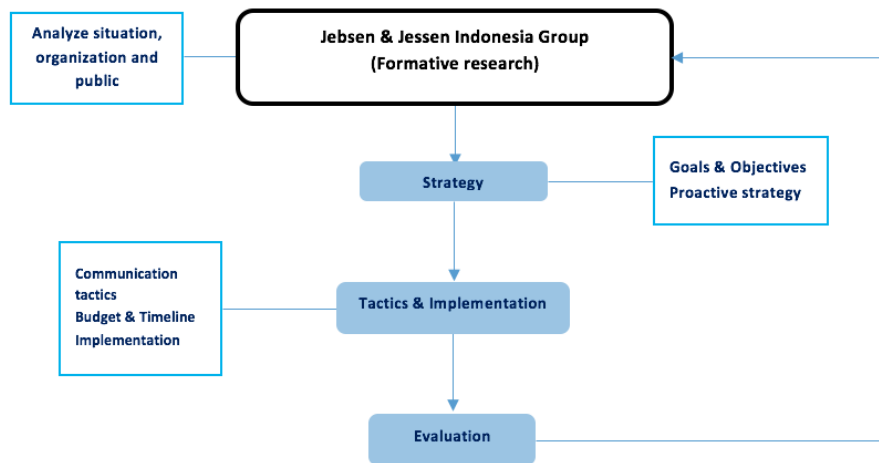 Analyze situation,
organization and
public
Jebsen & Jessen Indonesia Group
(Formative research)
Strategy
Goals & Objectives
Proactive strategy
Communication
tactics
Budget & Timeline
Implementation
Tactics & Implementation
Evaluation